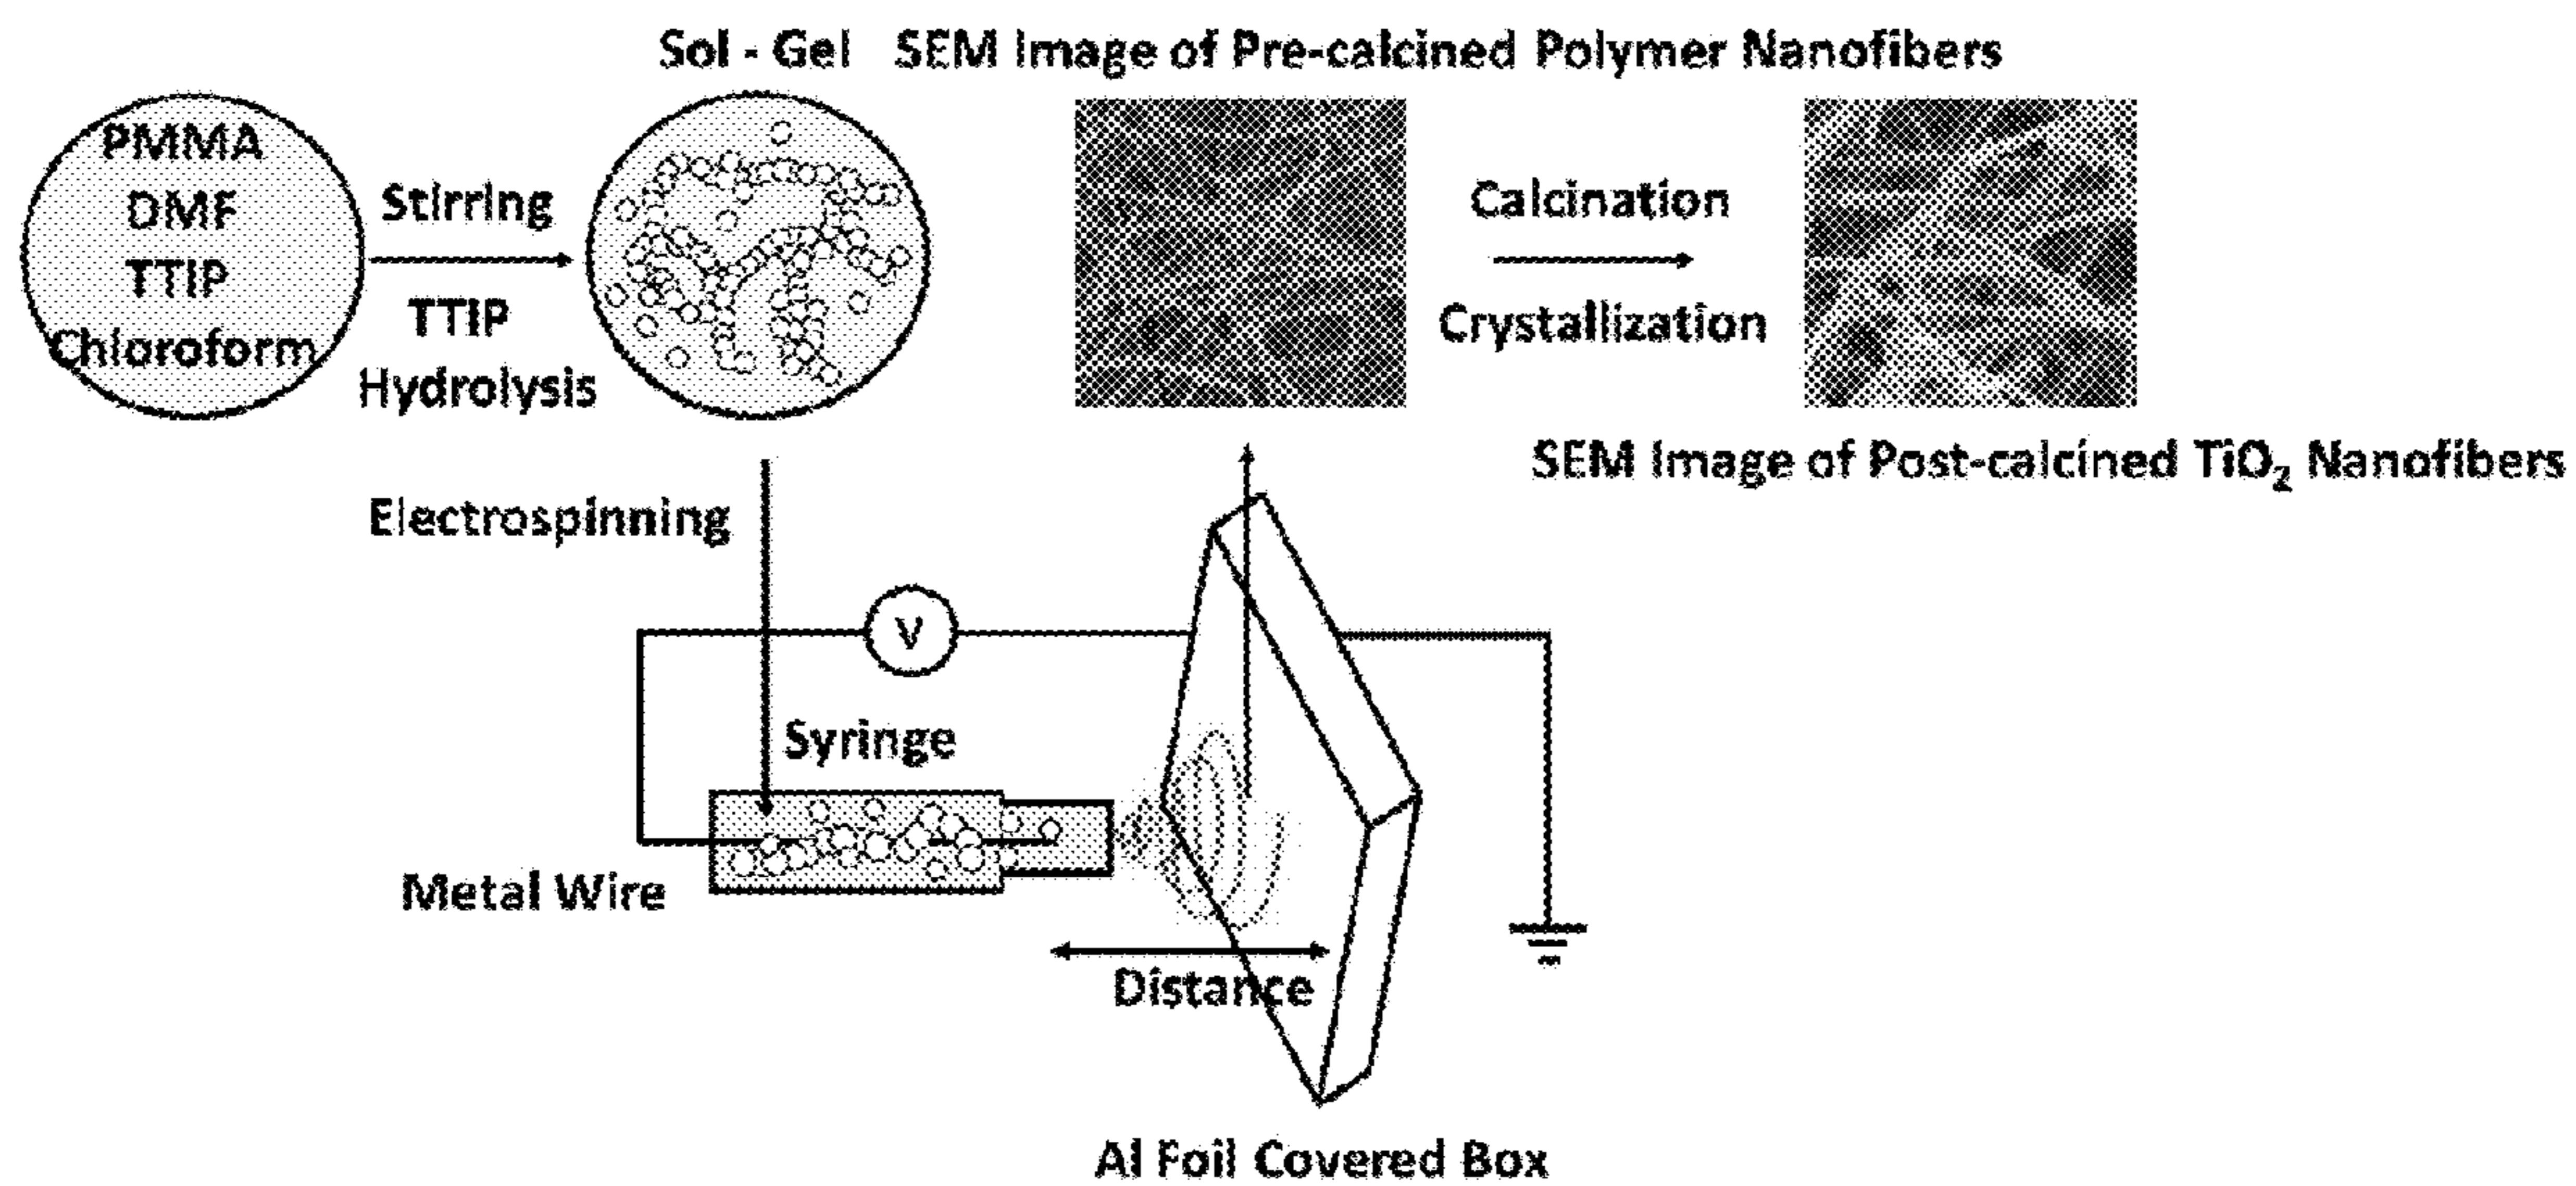 Sol - Gel SEM Image of Pre-calcined Polymer Nanofibers
PMMA
DMF
TTIP
Chloroform
Stirring
TTIP
Hydrolysis
Calcination
Crystallization
SEM Image of Post-calcined TiO₂ Nanofibers
Electrospinning
V
Syringe
Metal Wire
Distance
Al Foil Covered Box